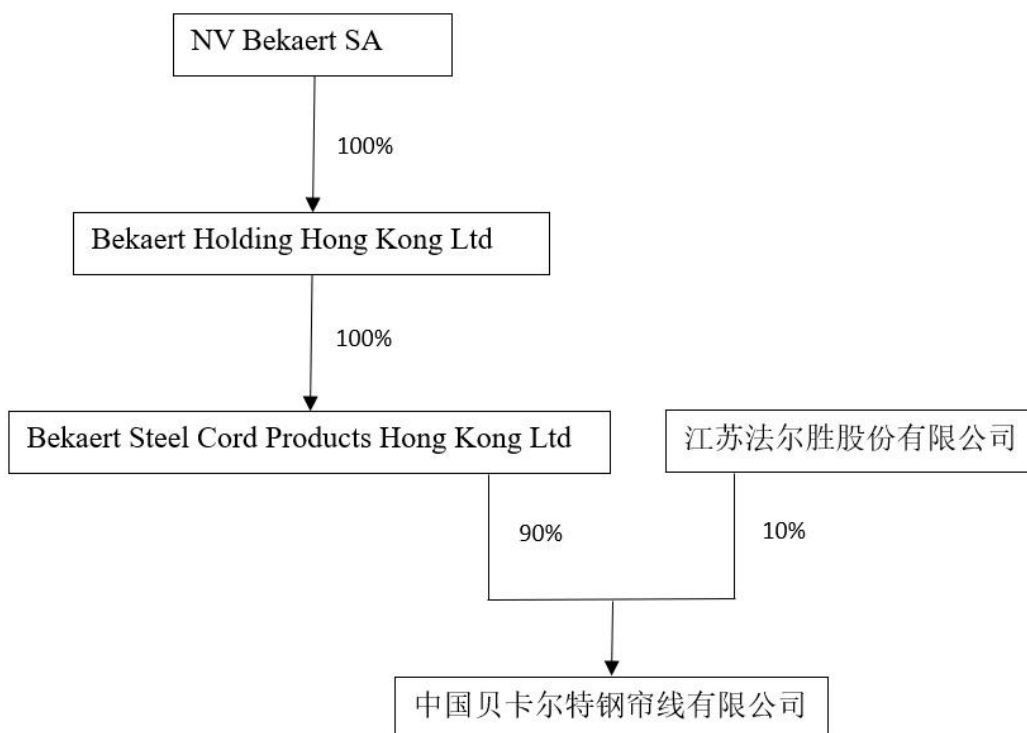 NV Bekaert SA
100%
Bekaert Holding Hong Kong Ltd
100%
Bekaert Steel Cord Products Hong Kong Ltd
江苏法尔胜股份有限公司
90%
10%
中国贝卡尔特钢帘线有限公司